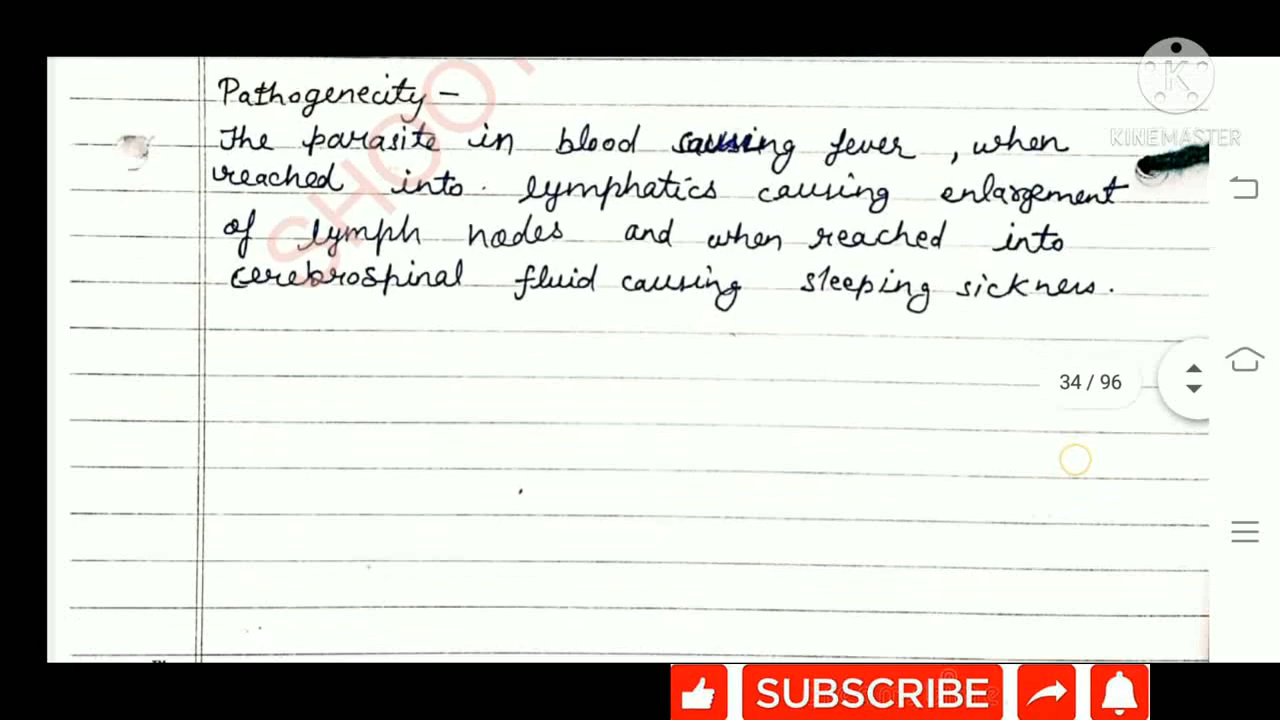 Pathogenecity –
KINEMASTER
The parasite in blood causing fever, when
reached into. lymphatics causing enlargement
of lymph nodes and when reached into
cerebrospinal fluid causing sleeping sickness.
34 / 96
SUBSCRIBE